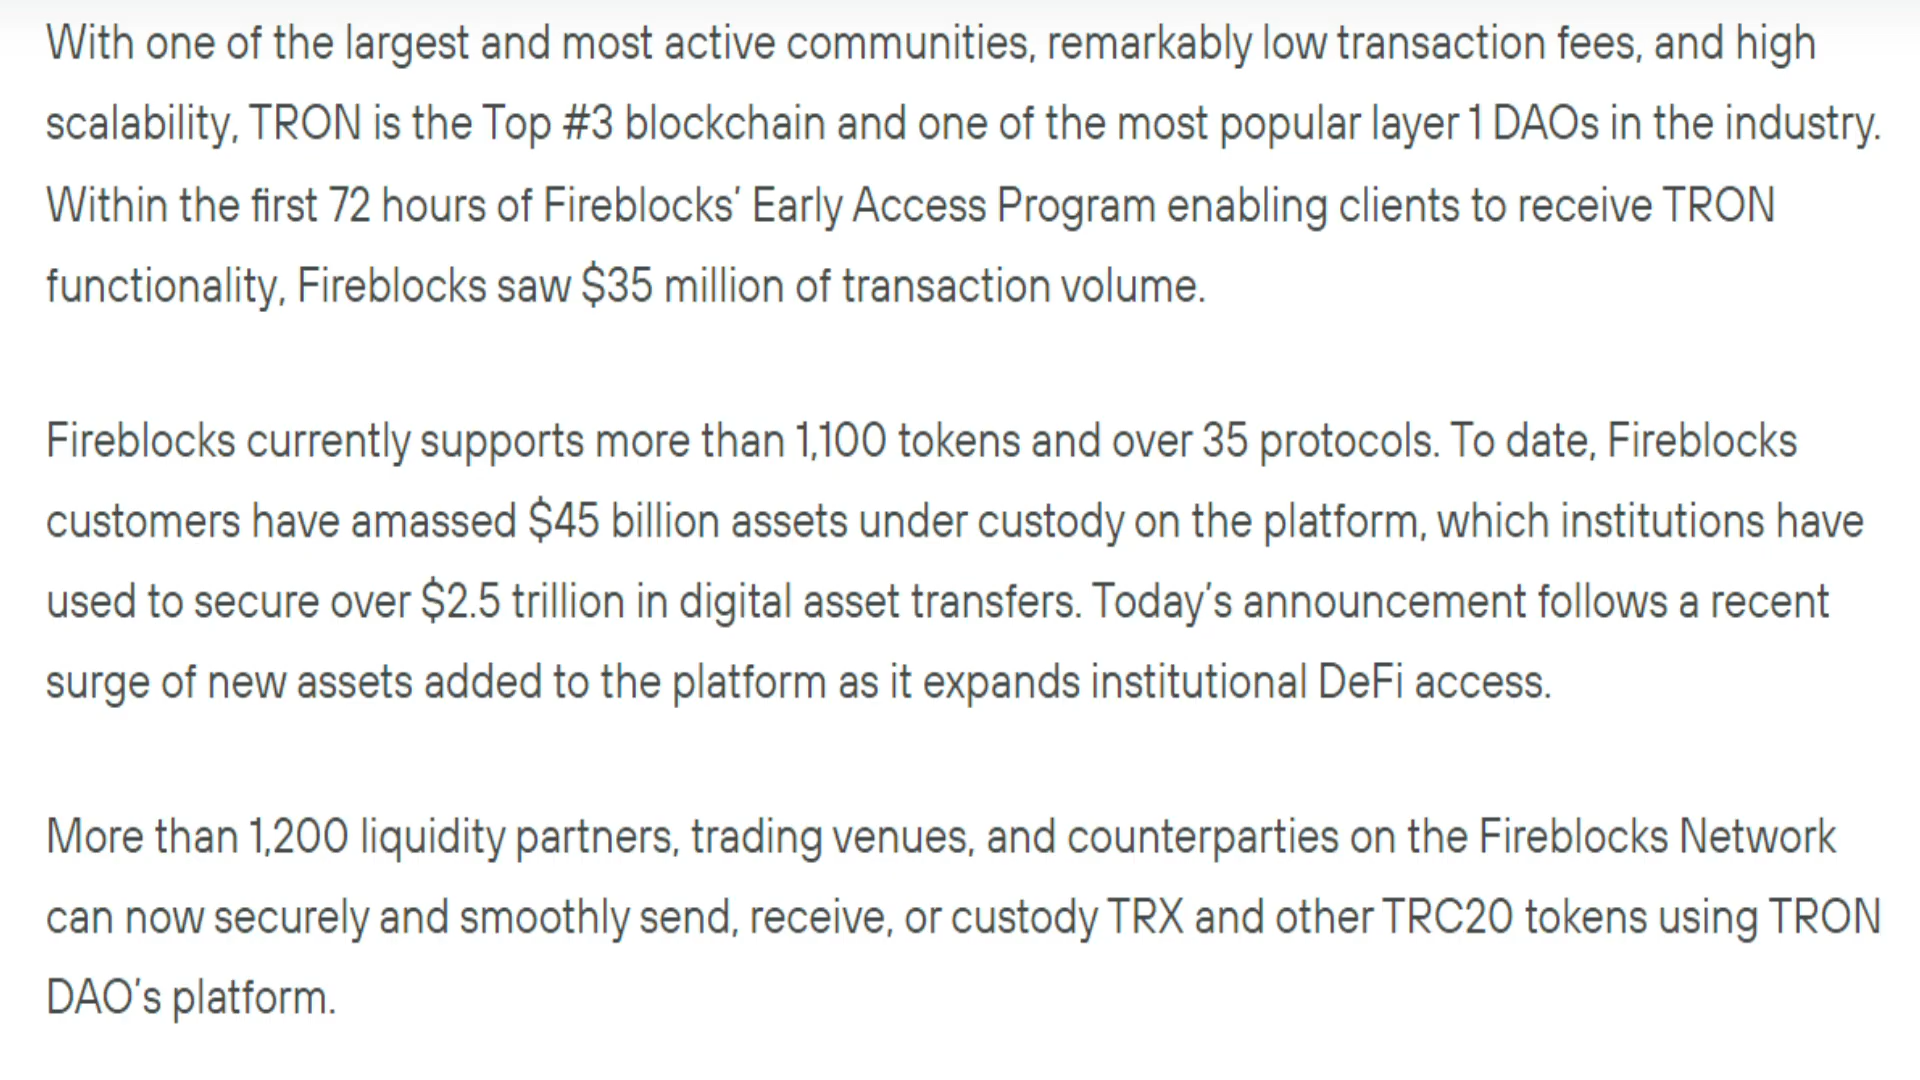 With one of the largest and most active communities, remarkably low transaction fees, and high
scalability, TRON is the Top #3 blockchain and one of the most popular layer 1 DAOs in the industry.
Within the first 72 hours of Fireblocks’ Early Access Program enabling clients to receive TRON
functionality, Fireblocks saw $35 million of transaction volume.
Fireblocks currently supports more than 1,100 tokens and over 35 protocols. To date, Fireblocks
customers have amassed $45 billion assets under custody on the platform, which institutions have
used to secure over $2.5 trillion in digital asset transfers. Today’s announcement follows a recent
surge of new assets added to the platform as it expands institutional DeFi access.
More than 1,200 liquidity partners, trading venues, and counterparties on the Fireblocks Network
can now securely and smoothly send, receive, or custody TRX and other TRC20 tokens using TRON
DAO’s platform.